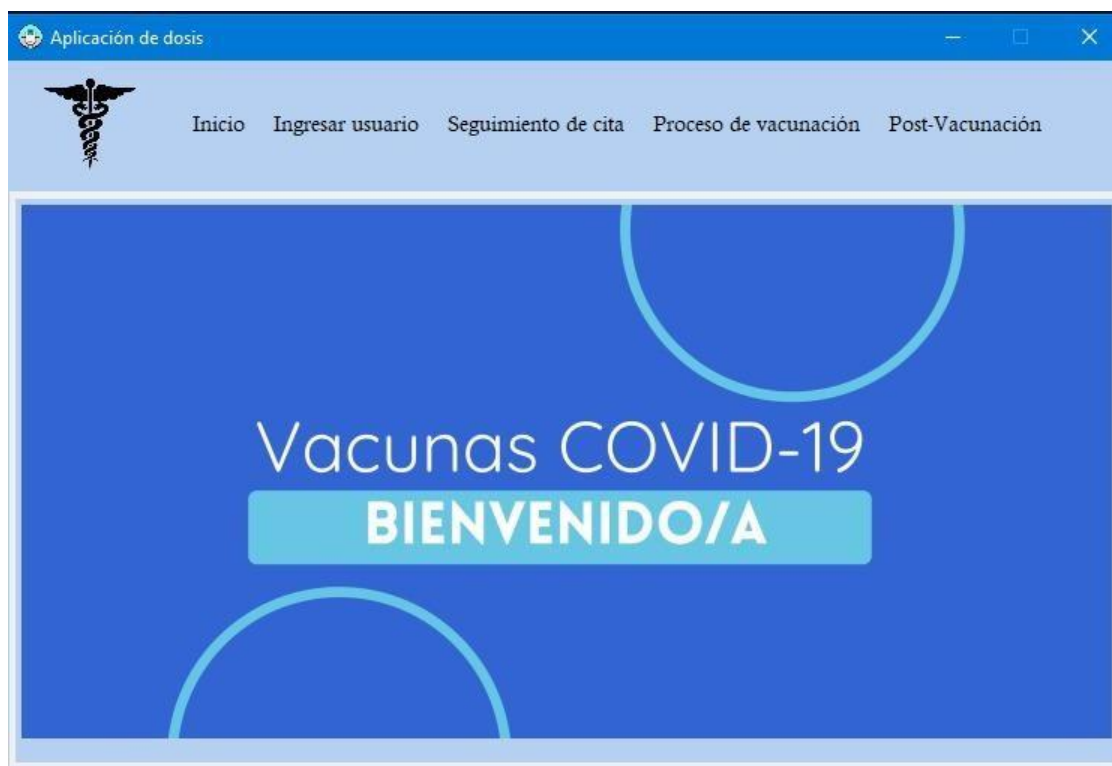 Aplicación de dosis
Inicio Ingresar usuario Seguimiento de cita Proceso de vacunación Post-Vacunación
Vacunas COVID-19
BIENVENIDO/A